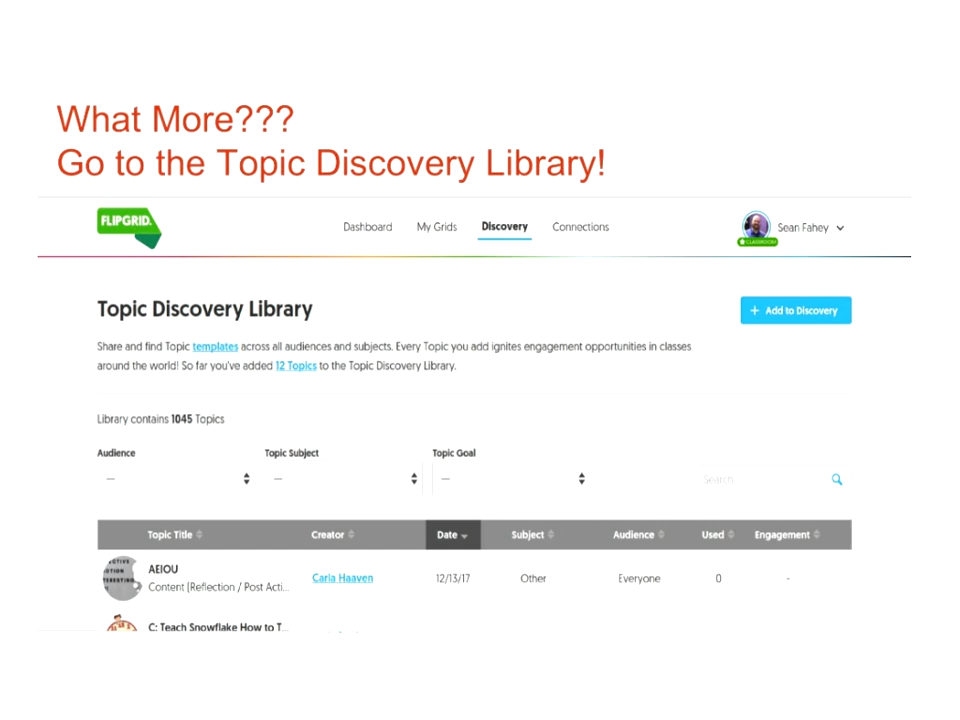 What More???
Go to the Topic Discovery Library!
FLIPGRID.
Dashboard My Grids Discovery Connections
Sean Fahey
CLASSROOM
Topic Discovery Library
+ Add to Discovery
Share and find Topic templates across all audiences and subjects. Every Topic you add ignites engagement opportunities in classes
around the world! So far you've added 12 Topics to the Topic Discovery Library.
Library contains 1045 Topics
Audience Topic Subject Topic Goal
— — — Search
Topic Title Creator Date Subject Audience Used Engagement
AEIOU
Content (Reflection / Post Acti... Carla Haaven 12/13/17 Other Everyone 0 -
C: Teach Snowflake How to T...